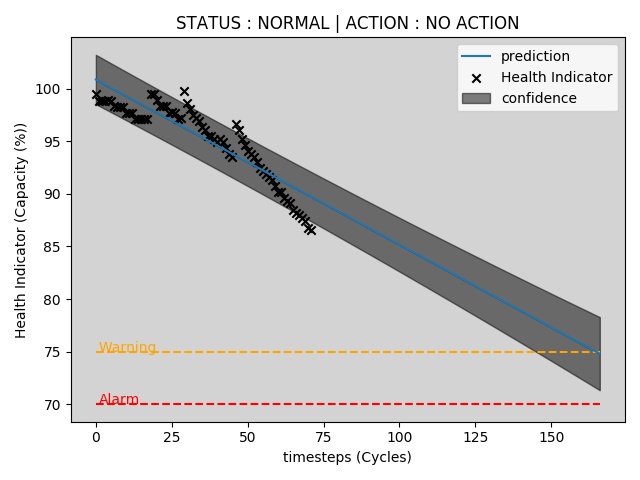 STATUS : NORMAL | ACTION : NO ACTION
prediction
Health Indicator
confidence
Health Indicator (Capacity (%))
100
95
90
85
80
75
70
Warning
Alarm
0
25
50
75
100
125
150
timesteps (Cycles)